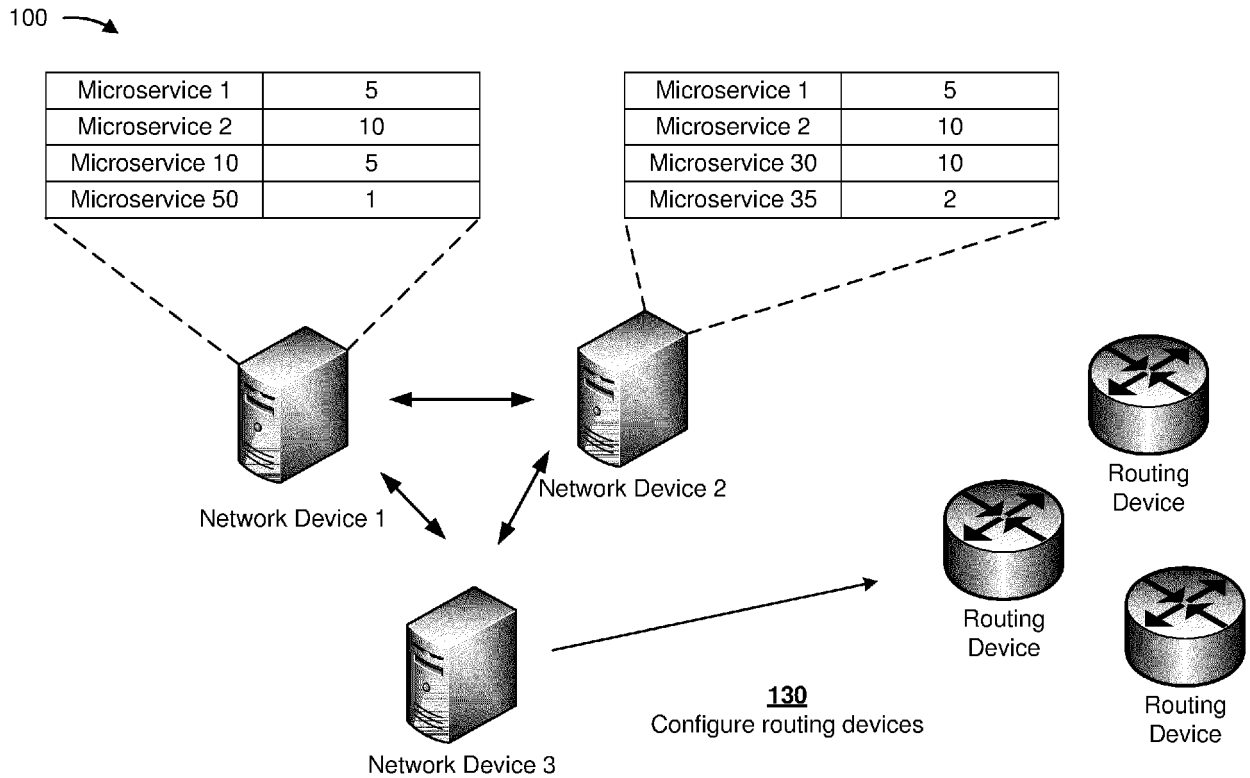 100
Microservice 1 5
Microservice 2 10
Microservice 10 5
Microservice 50 1
Microservice 1 5
Microservice 2 10
Microservice 30 10
Microservice 35 2
Network Device 1
Network Device 2
Network Device 3
130
Configure routing devices
Routing
Device
Routing
Device
Routing
Device